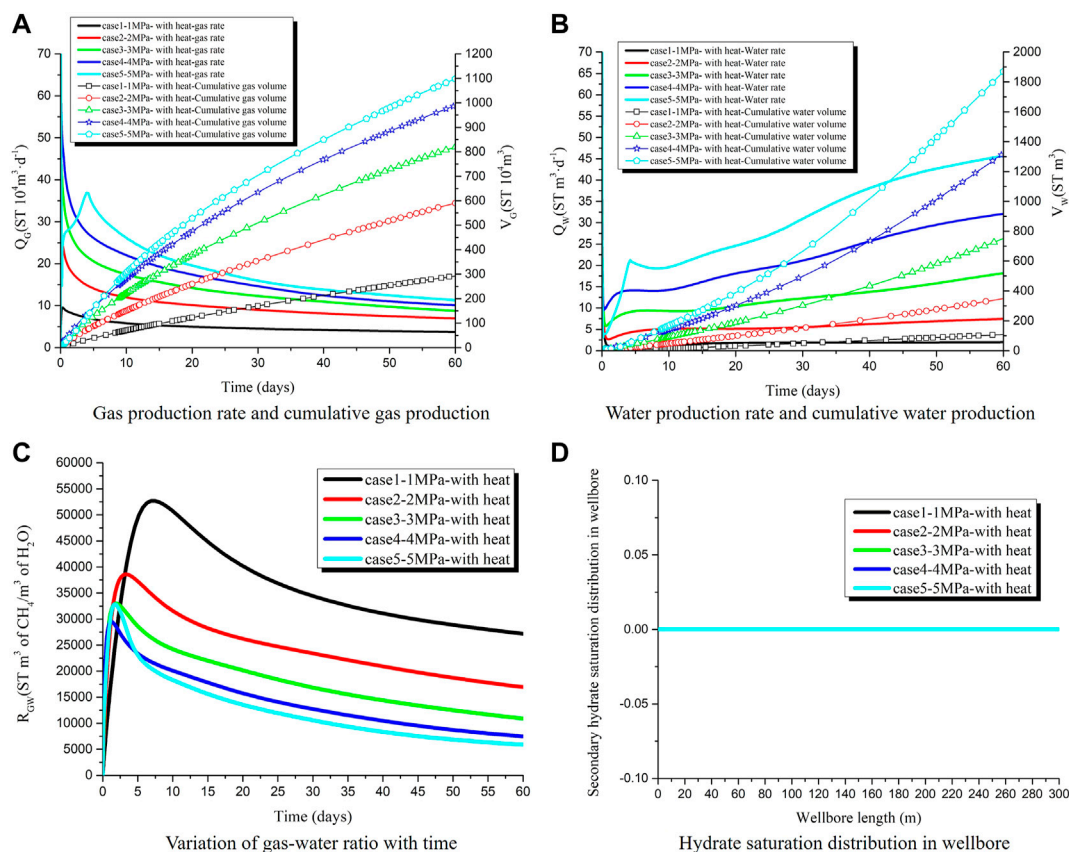 A
case1-1MPa- with heat-gas rate
case2-2MPa- with heat-gas rate
case3-3MPa- with heat-gas rate
case4-4MPa- with heat-gas rate
case5-5MPa- with heat-gas rate
case1-1MPa- with heat-Cumulative gas volume
case2-2MPa- with heat-Cumulative gas volume
case3-3MPa- with heat-Cumulative gas volume
case4-4MPa- with heat-Cumulative gas volume
case5-5MPa- with heat-Cumulative gas volume
70
60
50
40
30
20
10
0
Q_G(ST 10^4m^3·d^-1)
1200
1100
1000
900
800
700
600
500
400
300
200
100
0
V_G(ST 10^4m^3)
0 5 10 15 20 25 30 35 40 45 50 55 60
Time (days)
Gas production rate and cumulative gas production
B
case1-1MPa- with heat-Water rate
case2-2MPa- with heat-Water rate
case3-3MPa- with heat-Water rate
case4-4MPa- with heat-Water rate
case5-5MPa- with heat-Water rate
case1-1MPa- with heat-Cumulative water volume
case2-2MPa- with heat-Cumulative water volume
case3-3MPa- with heat-Cumulative water volume
case4-4MPa- with heat-Cumulative water volume
case5-5MPa- with heat-Cumulative water volume
70
65
60
55
50
45
40
35
30
25
20
15
10
5
0
Q_W(ST m^3·d^-1)
2000
1800
1600
1400
1200
1000
800
600
400
200
0
V_W(ST m^3)
0 10 20 30 40 50 60
Time (days)
Water production rate and cumulative water production
C
case1-1MPa-with heat
case2-2MPa-with heat
case3-3MPa-with heat
case4-4MPa-with heat
case5-5MPa-with heat
60000
55000
50000
45000
40000
35000
30000
25000
20000
15000
10000
5000
0
R_GW(ST m^3 of CH_4/m^3 of H_2O)
0 5 10 15 20 25 30 35 40 45 50 55 60
Time (days)
Variation of gas-water ratio with time
D
case1-1MPa-with heat
case2-2MPa-with heat
case3-3MPa-with heat
case4-4MPa-with heat
case5-5MPa-with heat
0.10
0.05
0.00
-0.05
-0.10
Secondary hydrate saturation distribution in wellbore
0 20 40 60 80 100 120 140 160 180 200 220 240 260 280 300
Wellbore length (m)
Hydrate saturation distribution in wellbore